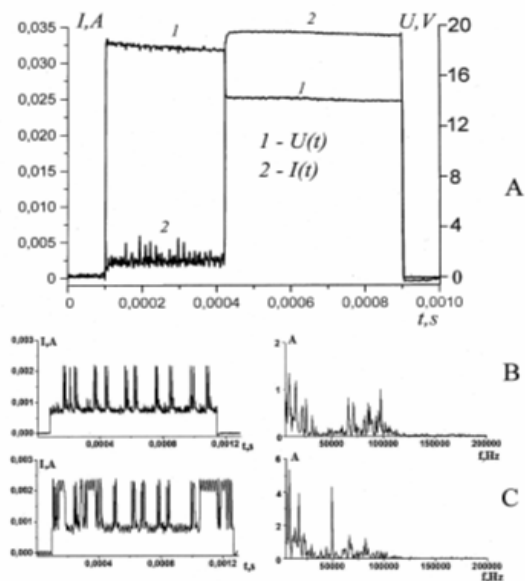 I,A 2 U,V
0,035 20
0,030 1 16
0,025 1 12
0,020
0,015 1 - U(t)
2 - I(t) 8
0,010
2 A
0,005 4
0,000 0
0 0,0002 0,0004 0,0006 0,0008 0,0010
t,s
0,003 I,A
0,002
0,001
0,000
0,0004 0,0008 0,0012 t,s
A B
2
1
0
50000 100000 150000 200000
f,Hz
0,003 I,A
0,002
0,001
0,000
0,0004 0,0008 0,0012
t,s
A C
6
4
2
0
50000 100000 150000 200000
f,Hz